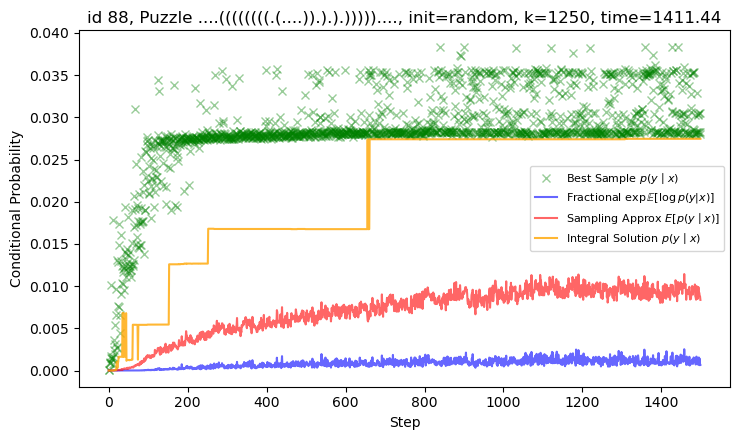 id 88, Puzzle ....((((((((.(....)).).).)))))...., init=random, k=1250, time=1411.44
0.040
0.035
0.030
0.025
0.020
0.015
0.010
0.005
0.000
Conditional Probability
Best Sample p(y | x)
Fractional exp 𝔼[log p(y|x)]
Sampling Approx E[p(y | x)]
Integral Solution p(y | x)
0 200 400 600 800 1000 1200 1400
Step